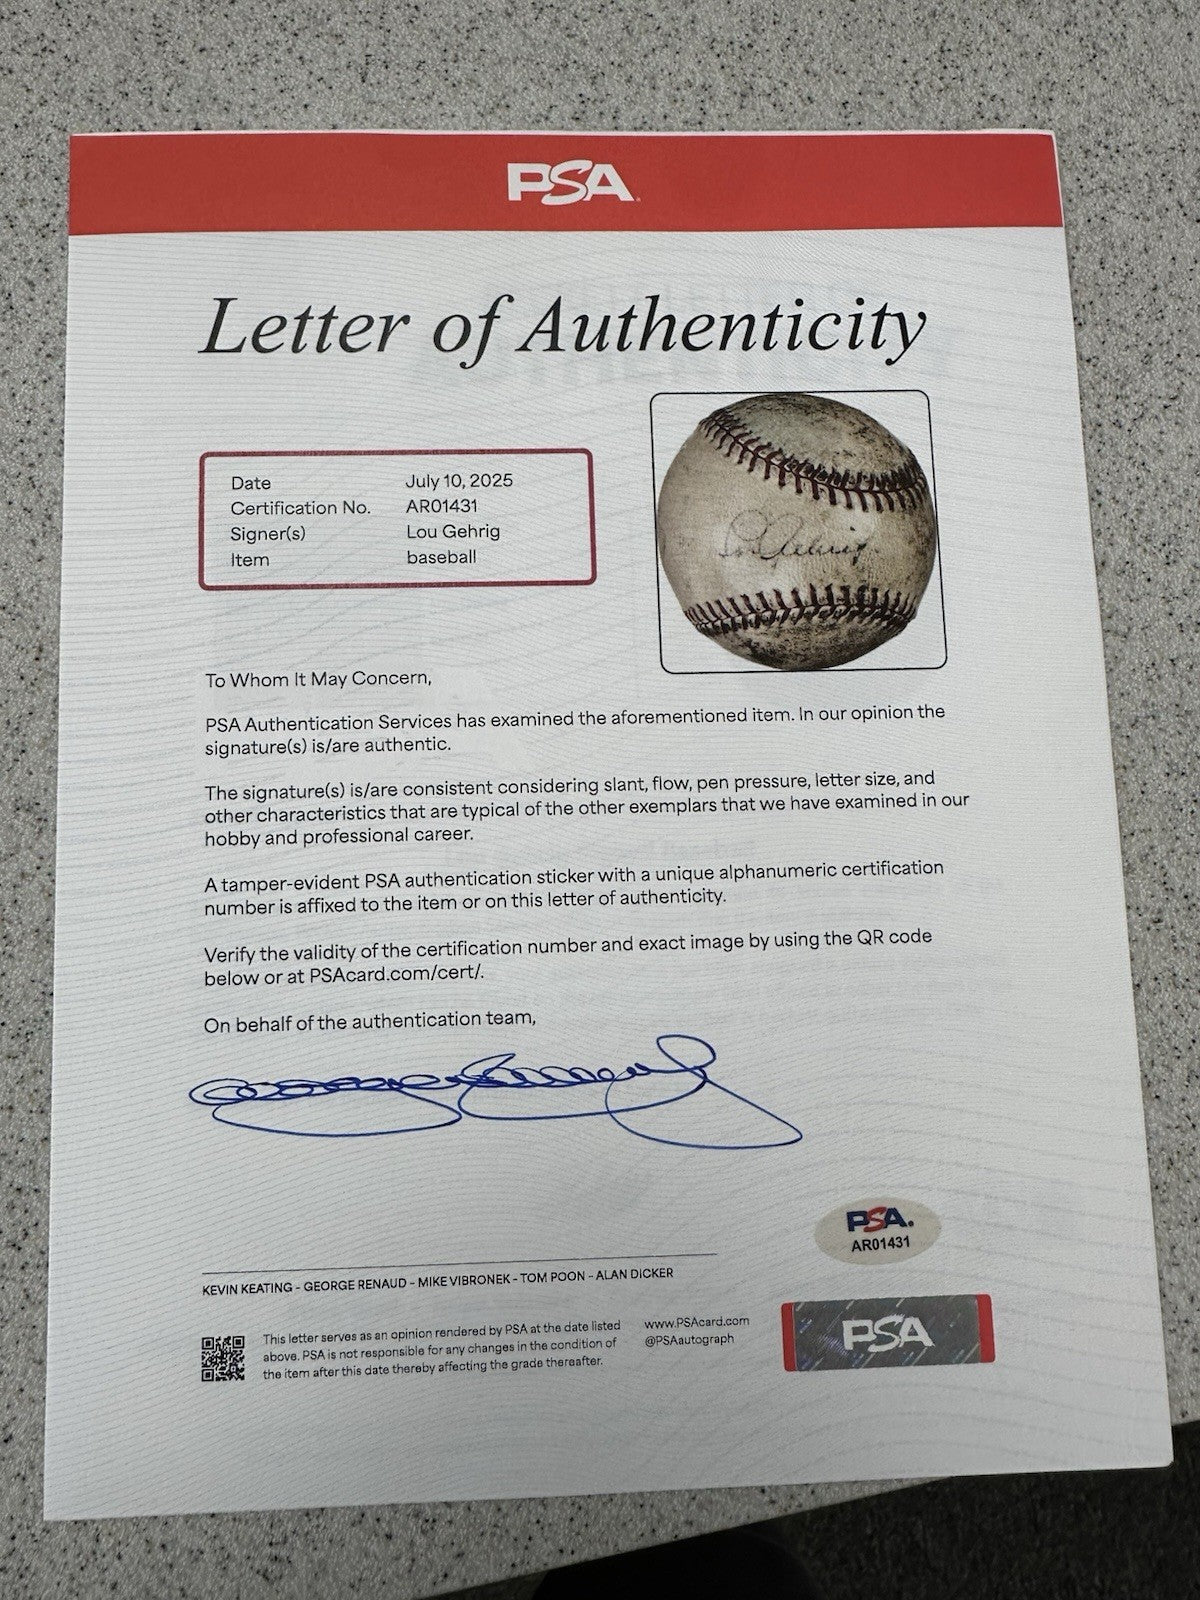 PSA
Letter of Authenticity
Date July 10, 2025
Certification No. AR01431
Signer(s) Lou Gehrig
Item baseball
Lou Gehrig
To Whom It May Concern,
PSA Authentication Services has examined the aforementioned item. In our opinion the
signature(s) is/are authentic.
The signature(s) is/are consistent considering slant, flow, pen pressure, letter size, and
other characteristics that are typical of the other exemplars that we have examined in our
hobby and professional career.
A tamper-evident PSA authentication sticker with a unique alphanumeric certification
number is affixed to the item or on this letter of authenticity.
Verify the validity of the certification number and exact image by using the QR code
below or at PSAcard.com/cert/.
On behalf of the authentication team,
PSA.
AR01431
KEVIN KEATING - GEORGE RENAUD - MIKE VIBRONEK - TOM POON - ALAN DICKER
This letter serves as an opinion rendered by PSA at the date listed
above. PSA is not responsible for any changes in the condition of
the item after this date thereby affecting the grade thereafter.
www.PSAcard.com
@PSAautograph
PSA